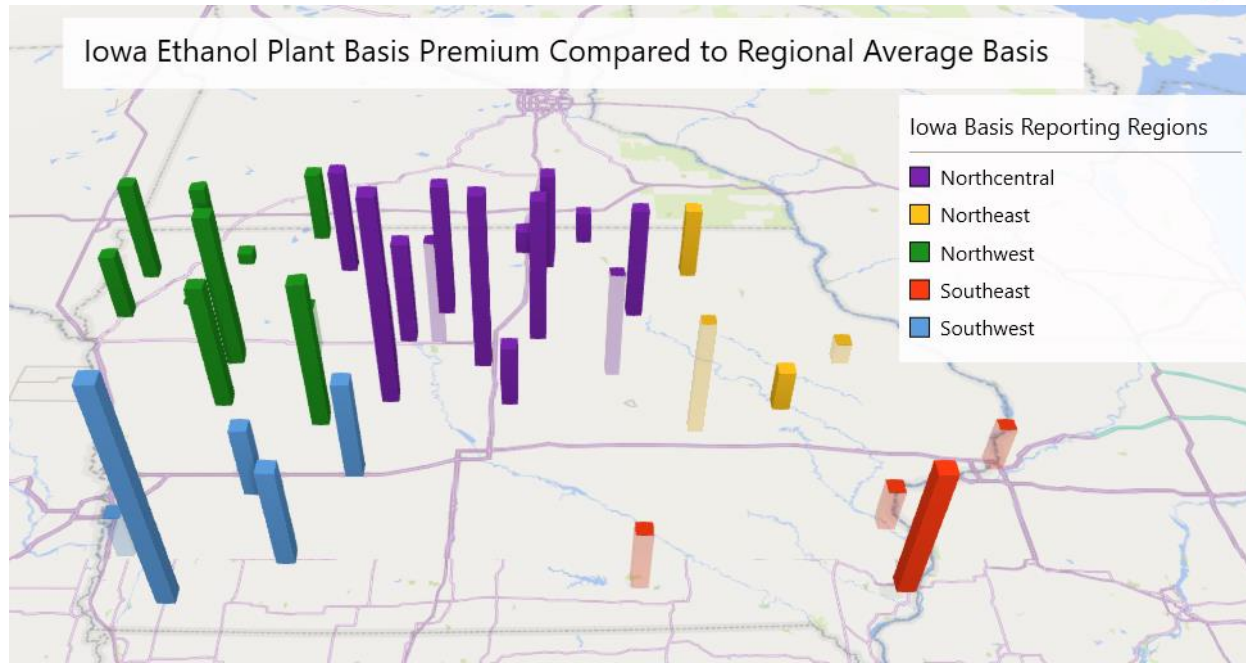 Iowa Ethanol Plant Basis Premium Compared to Regional Average Basis
Iowa Basis Reporting Regions
Northcentral
Northeast
Northwest
Southeast
Southwest